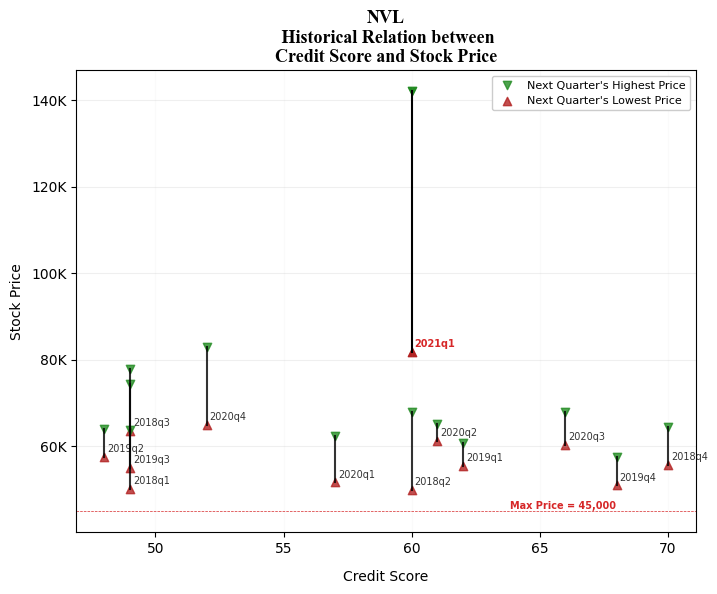 NVL
Historical Relation between
Credit Score and Stock Price
Next Quarter's Highest Price
Next Quarter's Lowest Price
140K
120K
100K
80K
60K
Stock Price
2021q1
2020q4
2018q3
2020q2
2020q3
2019q2
2019q3
2019q1
2018q4
2018q1
2020q1
2018q2
2019q4
Max Price = 45,000
50
55
60
65
70
Credit Score